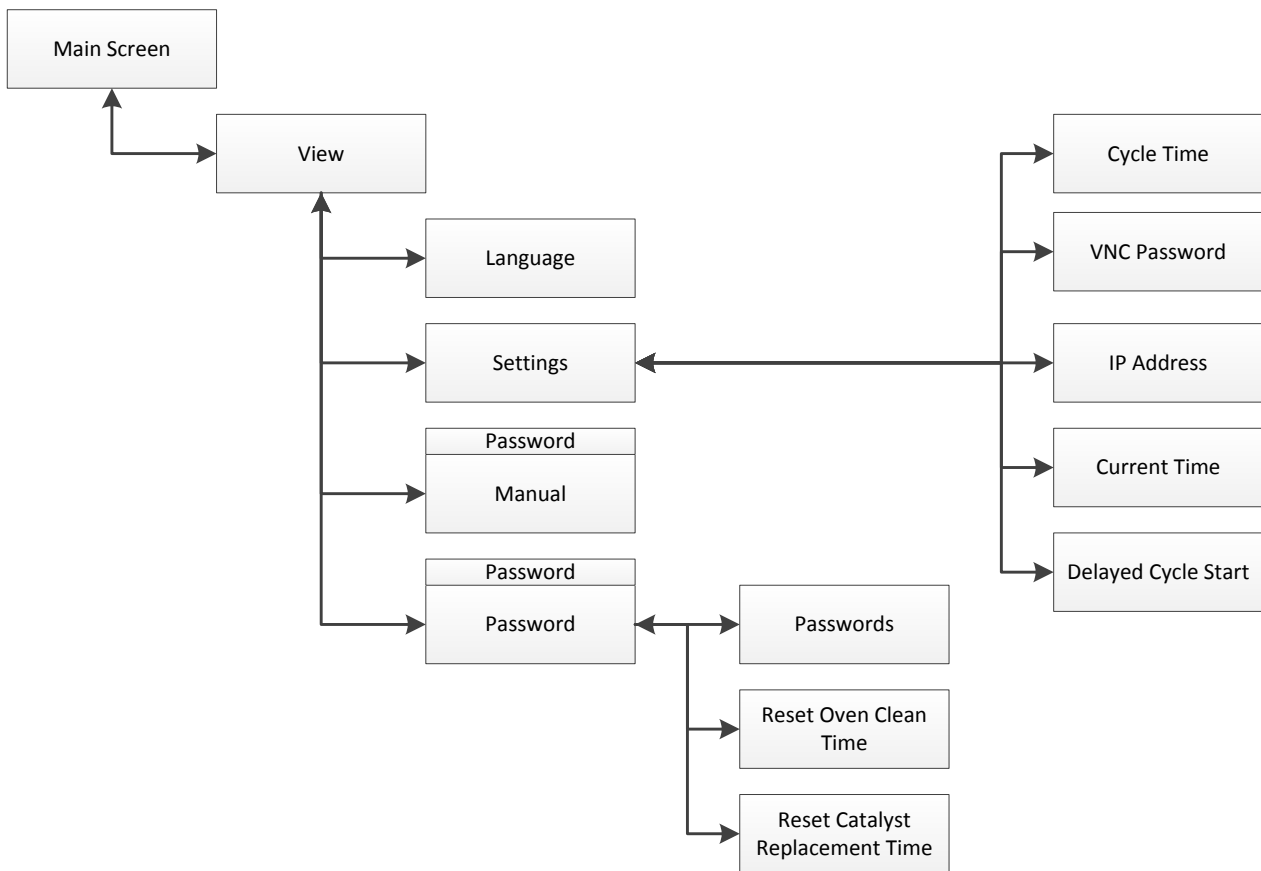 Main Screen
View
Language
Settings
Password
Manual
Password
Password
Passwords
Reset Oven Clean
Time
Reset Catalyst
Replacement Time
Cycle Time
VNC Password
IP Address
Current Time
Delayed Cycle Start